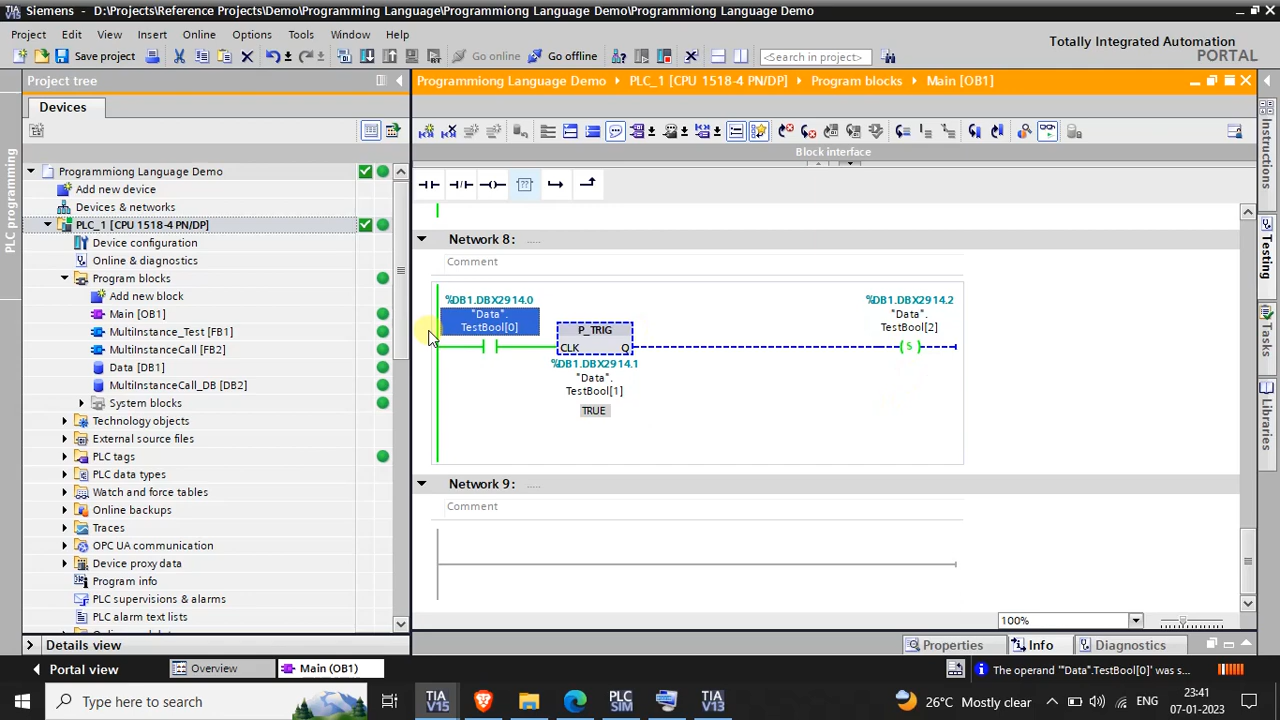 Siemens - D:\Projects\Reference Projects\Demo\Programming Language\Programmiong Language Demo\Programmiong Language Demo
TIA
V15
Project Edit View Insert Online Options Tools Window Help
Totally Integrated Automation
PORTAL
Save project
Go online
Go offline
<Search in project>
Project tree
Programmiong Language Demo PLC_1 [CPU 1518-4 PN/DP] Program blocks Main [OB1]
Devices
PLC programming
Block interface
Programmiong Language Demo
Add new device
Devices & networks
PLC_1 [CPU 1518-4 PN/DP]
Device configuration
Online & diagnostics
Program blocks
Add new block
Main [OB1]
MultiInstance_Test [FB1]
MultiInstanceCall [FB2]
Data [DB1]
MultiInstanceCall_DB [DB2]
System blocks
Technology objects
External source files
PLC tags
PLC data types
Watch and force tables
Online backups
Traces
OPC UA communication
Device proxy data
Program info
PLC supervisions & alarms
PLC alarm text lists
Details view
??
Network 8: .....
Comment
%DB1.DBX2914.0
"Data".
TestBool[0]
P_TRIG
CLK Q
%DB1.DBX2914.1
"Data".
TestBool[1]
TRUE
%DB1.DBX2914.2
"Data".
TestBool[2]
S
Network 9: .....
Comment
100%
Instructions
Testing
Tasks
Libraries
Properties
Info
Diagnostics
Portal view
Overview
Main (OB1)
The operand '"Data".TestBool[0]' was s...
Type here to search
TIA
V15
PLC
SIM
TIA
V13
26°C Mostly clear
ENG
23:41
07-01-2023